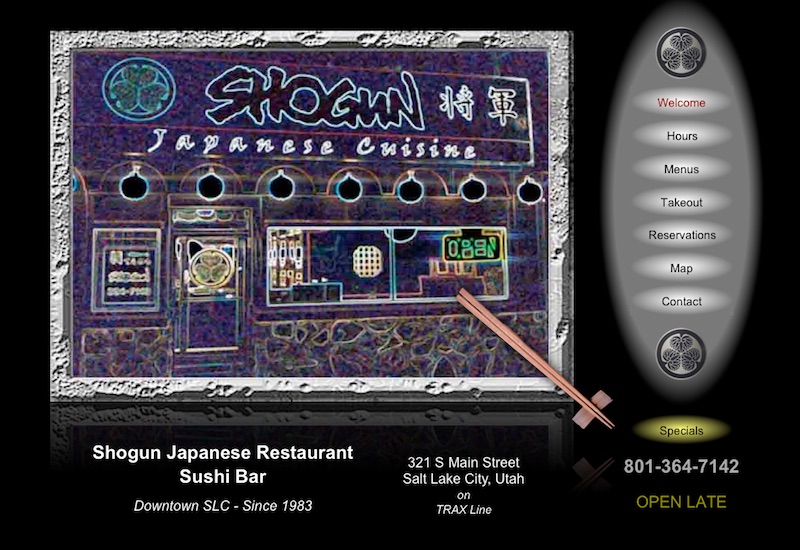 SHOGUN 将軍
Japanese Cuisine
OPEN
Shogun Japanese Restaurant
Sushi Bar
Downtown SLC - Since 1983
321 S Main Street
Salt Lake City, Utah
on
TRAX Line
Welcome
Hours
Menus
Takeout
Reservations
Map
Contact
Specials
801-364-7142
OPEN LATE